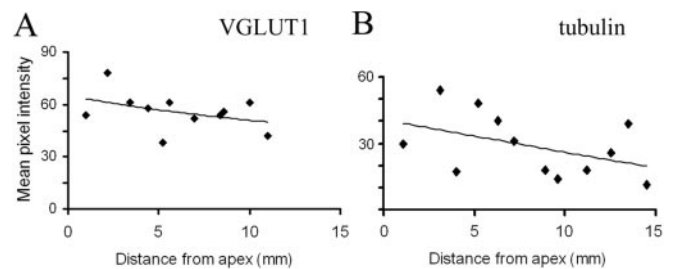 A VGLUT1
B tubulin
Mean pixel intensity
90
60
30
0
0 5 10 15
Distance from apex (mm)
60
30
0 5 10 15
Distance from apex (mm)